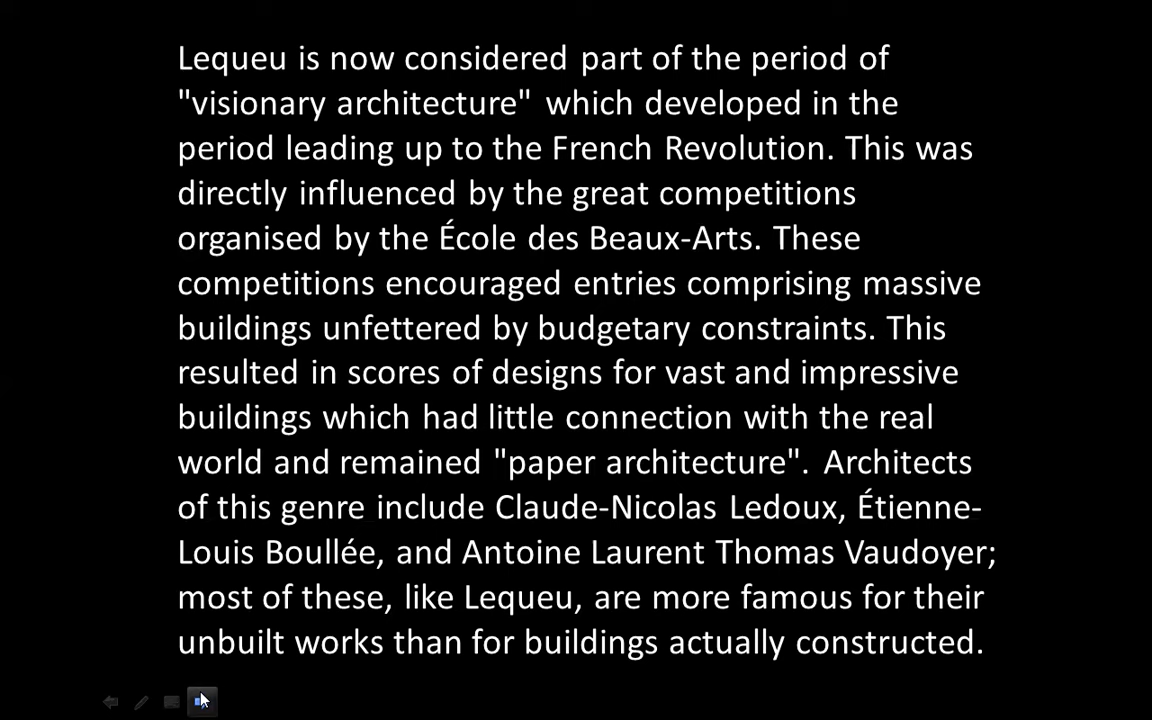 Lequeu is now considered part of the period of
"visionary architecture" which developed in the
period leading up to the French Revolution. This was
directly influenced by the great competitions
organised by the École des Beaux-Arts. These
competitions encouraged entries comprising massive
buildings unfettered by budgetary constraints. This
resulted in scores of designs for vast and impressive
buildings which had little connection with the real
world and remained "paper architecture". Architects
of this genre include Claude-Nicolas Ledoux, Étienne-
Louis Boullée, and Antoine Laurent Thomas Vaudoyer;
most of these, like Lequeu, are more famous for their
unbuilt works than for buildings actually constructed.